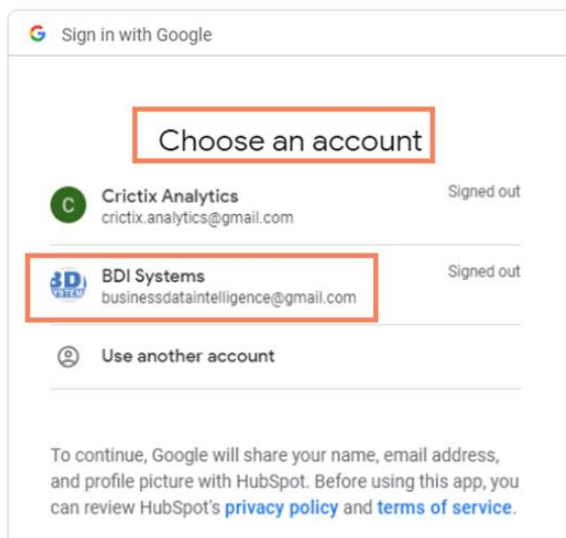 Sign in with Google
Choose an account
C
Crictix Analytics
Signed out
crictix.analytics@gmail.com
BDI Systems
Signed out
businessdataintelligence@gmail.com
Use another account
To continue, Google will share your name, email address,
and profile picture with HubSpot. Before using this app, you
can review HubSpot's privacy policy and terms of service.